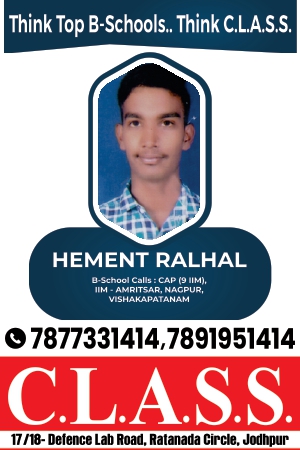 Think Top B-Schools.. Think C.L.A.S.S.
HEMENT RALHAL
B-School Calls : CAP (9 IIM),
IIM - AMRITSAR, NAGPUR,
VISHAKAPATANAM
7877331414,7891951414
C.L.A.S.S.
17/18- Defence Lab Road, Ratanada Circle, Jodhpur